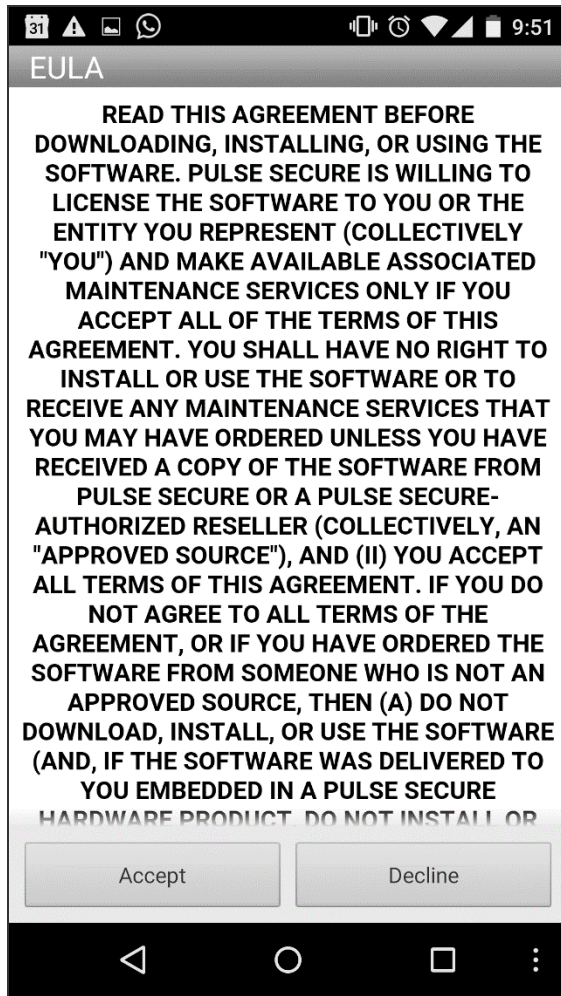 31
9:51
EULA
READ THIS AGREEMENT BEFORE
DOWNLOADING, INSTALLING, OR USING THE
SOFTWARE. PULSE SECURE IS WILLING TO
LICENSE THE SOFTWARE TO YOU OR THE
ENTITY YOU REPRESENT (COLLECTIVELY
"YOU") AND MAKE AVAILABLE ASSOCIATED
MAINTENANCE SERVICES ONLY IF YOU
ACCEPT ALL OF THE TERMS OF THIS
AGREEMENT. YOU SHALL HAVE NO RIGHT TO
INSTALL OR USE THE SOFTWARE OR TO
RECEIVE ANY MAINTENANCE SERVICES THAT
YOU MAY HAVE ORDERED UNLESS YOU HAVE
RECEIVED A COPY OF THE SOFTWARE FROM
PULSE SECURE OR A PULSE SECURE-
AUTHORIZED RESELLER (COLLECTIVELY, AN
"APPROVED SOURCE"), AND (II) YOU ACCEPT
ALL TERMS OF THIS AGREEMENT. IF YOU DO
NOT AGREE TO ALL TERMS OF THE
AGREEMENT, OR IF YOU HAVE ORDERED THE
SOFTWARE FROM SOMEONE WHO IS NOT AN
APPROVED SOURCE, THEN (A) DO NOT
DOWNLOAD, INSTALL, OR USE THE SOFTWARE
(AND, IF THE SOFTWARE WAS DELIVERED TO
YOU EMBEDDED IN A PULSE SECURE
HARDWARE PRODUCT, DO NOT INSTALL OR
Accept
Decline